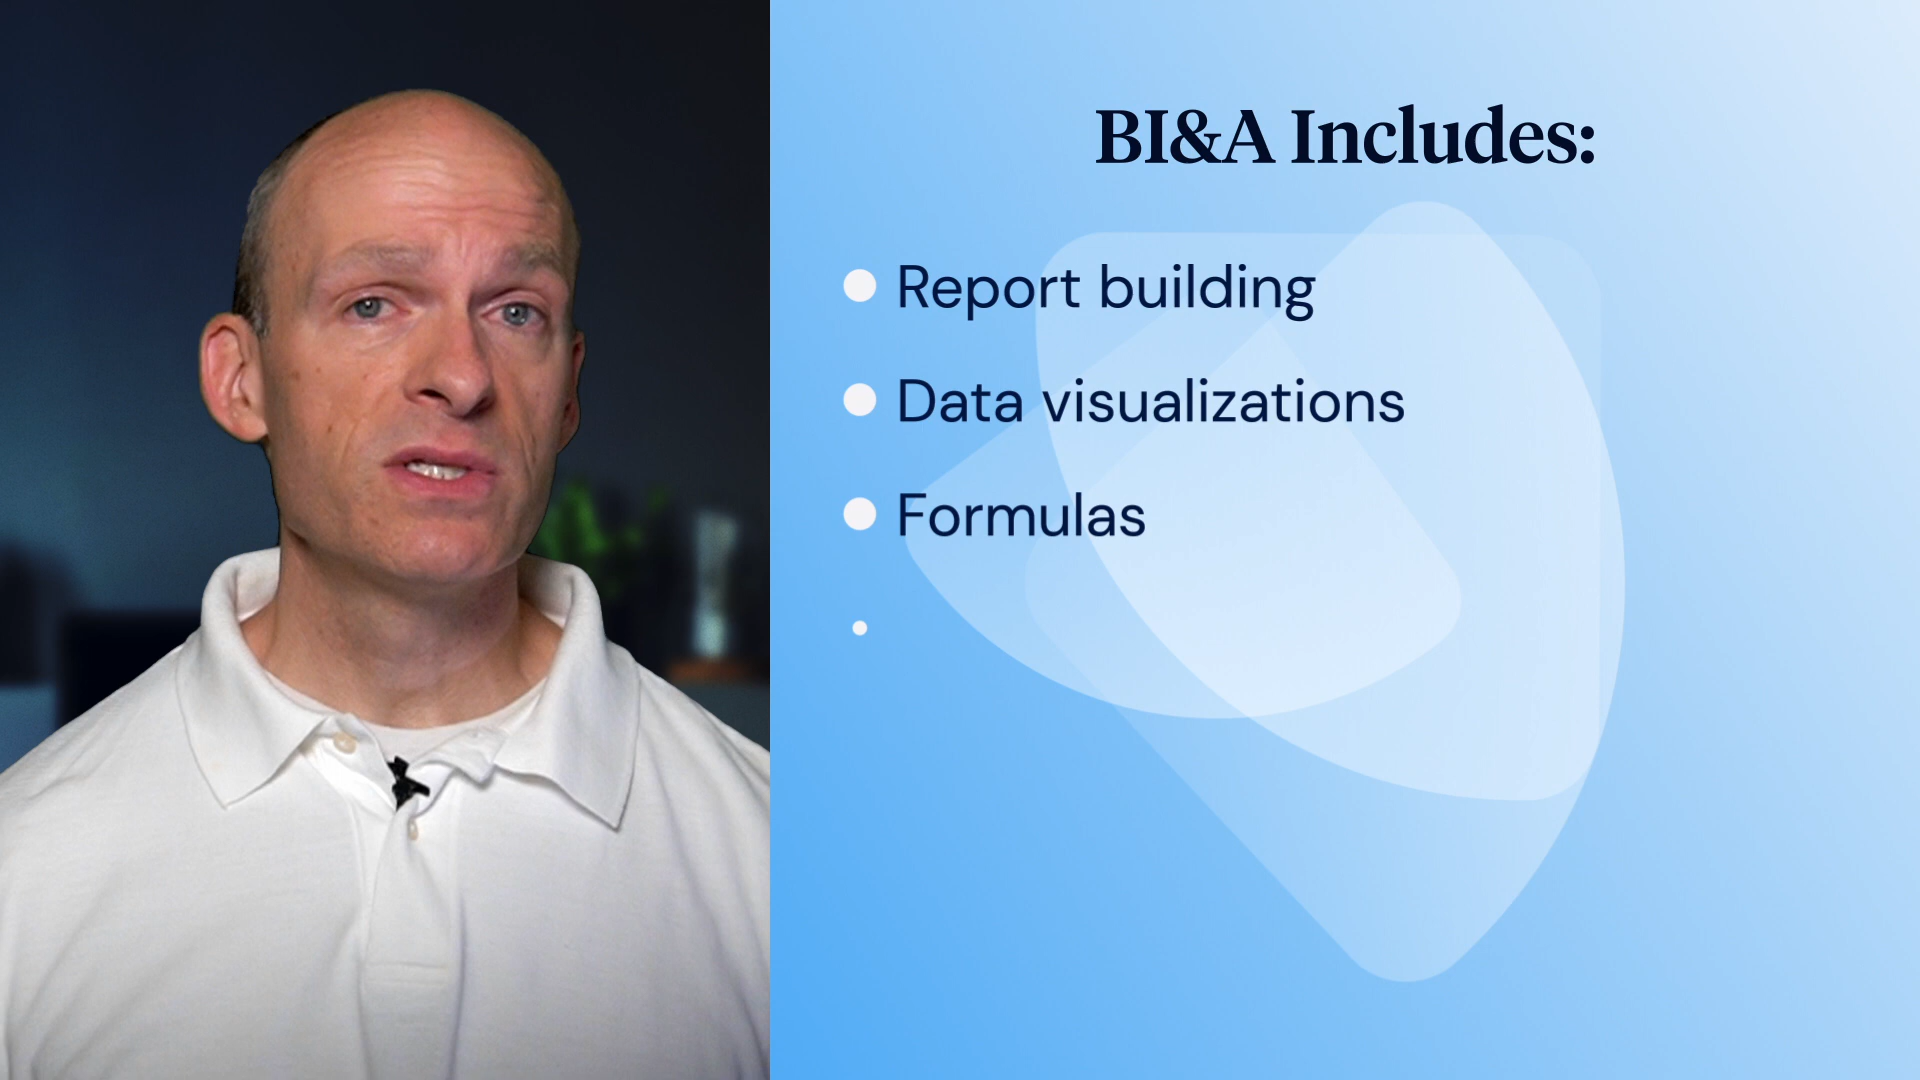 BI&A Includes:
Report building
Data visualizations
Formulas